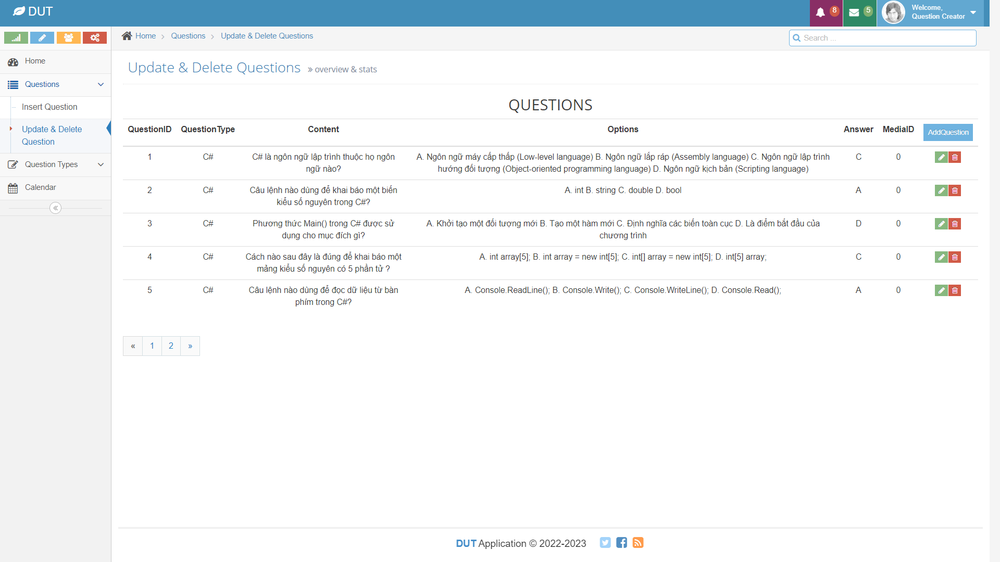 DUT
8
5
Welcome,
Question Creator
Home
Questions
Update & Delete Questions
Search ...
Home
Questions
Insert Question
Update & Delete
Question
Question Types
Calendar
Update & Delete Questions » overview & stats
QUESTIONS
QuestionID QuestionType Content Options Answer MediaID AddQuestion
1 C# C# là ngôn ngữ lập trình thuộc họ ngôn A. Ngôn ngữ máy cấp thấp (Low-level language) B. Ngôn ngữ lắp ráp (Assembly language) C. Ngôn ngữ lập trình C 0
ngữ nào? hướng đối tượng (Object-oriented programming language) D. Ngôn ngữ kịch bản (Scripting language)
2 C# Câu lệnh nào dùng để khai báo một biến A. int B. string C. double D. bool A 0
kiểu số nguyên trong C#?
3 C# Phương thức Main() trong C# được sử A. Khởi tạo một đối tượng mới B. Tạo một hàm mới C. Định nghĩa các biến toàn cục D. Là điểm bắt đầu của D 0
dụng cho mục đích gì? chương trình
4 C# Cách nào sau đây là đúng để khai báo một A. int array[5]; B. int array = new int[5]; C. int[] array = new int[5]; D. int[5] array; C 0
mảng kiểu số nguyên có 5 phần tử ?
5 C# Câu lệnh nào dùng để đọc dữ liệu từ bàn A. Console.ReadLine(); B. Console.Write(); C. Console.WriteLine(); D. Console.Read(); A 0
phím trong C#?
« 1 2 »
DUT Application © 2022-2023